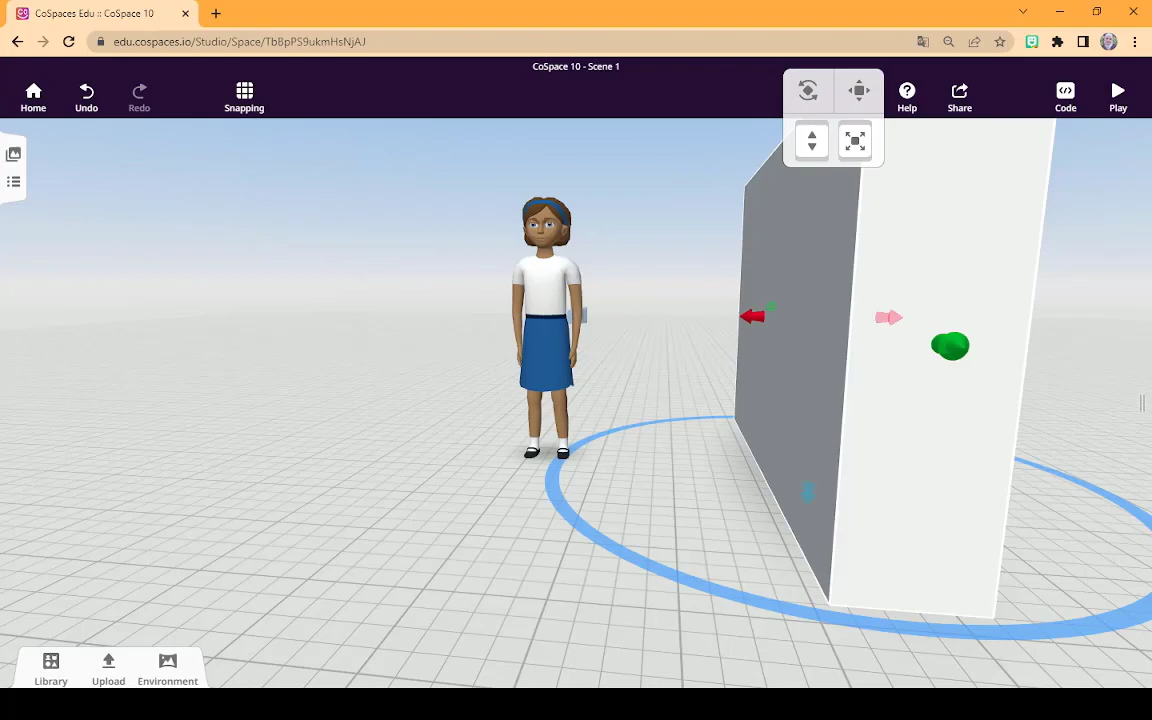 CoSpaces Edu :: CoSpace 10
edu.cospaces.io/Studio/Space/TbBpPS9ukmHsNjAJ
CoSpace 10 - Scene 1
Home
Undo
Redo
Snapping
Help
Share
Code
Play
Library
Upload
Environment